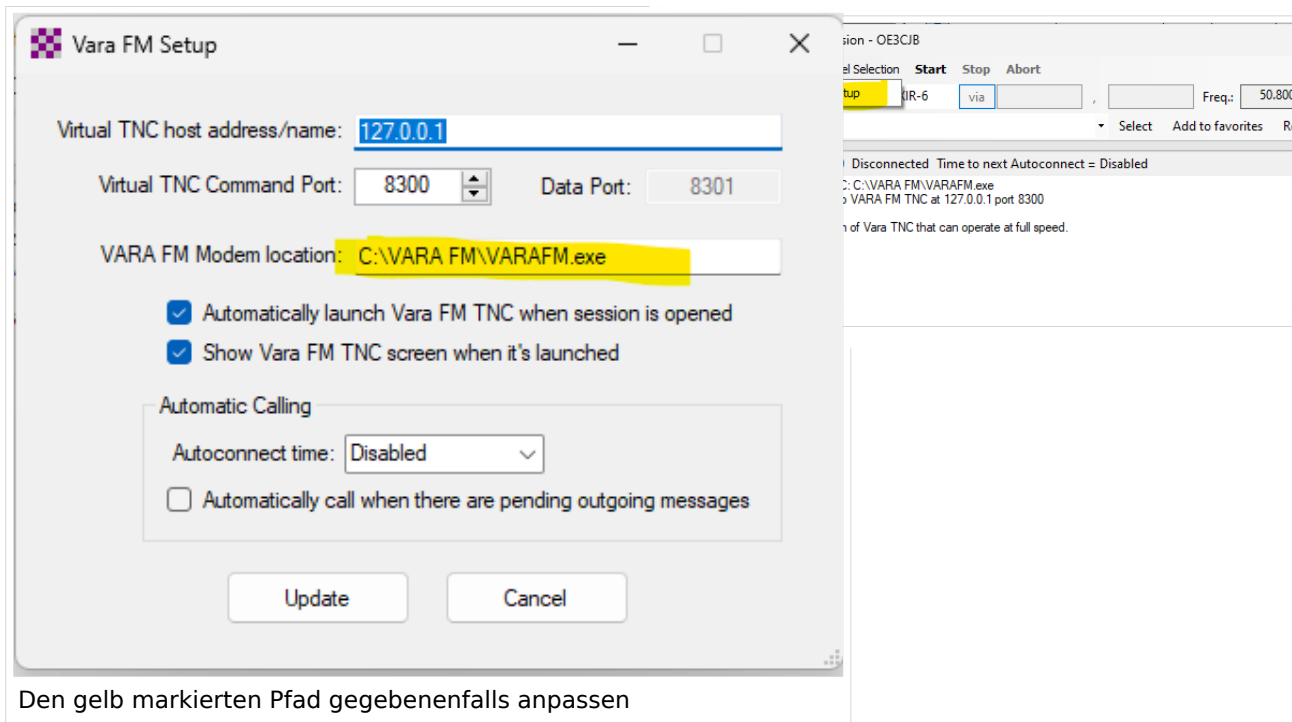 Vara FM Setup
Virtual TNC host address/name: 127.0.0.1
Virtual TNC Command Port: 8300 Data Port: 8301
VARA FM Modem location: C:\VARA FM\VARAFM.exe
Automatically launch Vara FM TNC when session is opened
Show Vara FM TNC screen when it's launched
Automatic Calling
Autoconnect time: Disabled
Automatically call when there are pending outgoing messages
Update Cancel
Den gelb markierten Pfad gegebenenfalls anpassen
sion - OE3CJB
el Selection Start Stop Abort
tup IR-6 via , Freq.: 50.800
Select Add to favorites R
Disconnected Time to next Autoconnect = Disabled
C: C:\VARA FM\VARAFM.exe
o VARA FM TNC at 127.0.0.1 port 8300
n of Vara TNC that can operate at full speed.